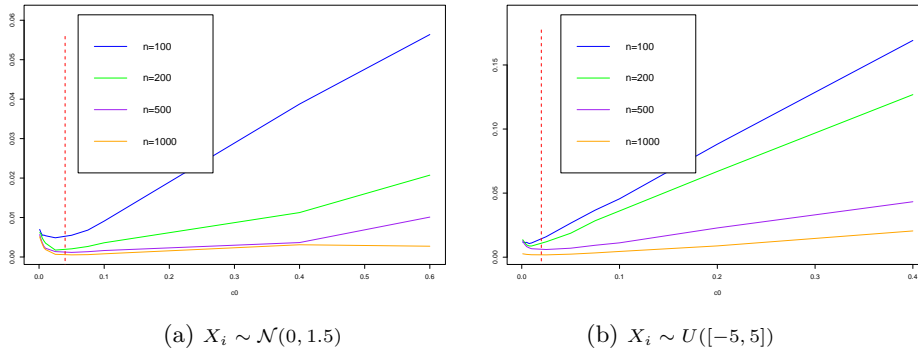 0.00 0.01 0.02 0.03 0.04 0.05 0.06
n=100
n=200
n=500
n=1000
0.0 0.1 0.2 0.3 0.4 0.5 0.6
c0
(a) X_i ∼ 𝒩(0, 1.5)
0.00 0.05 0.10 0.15
n=100
n=200
n=500
n=1000
0.0 0.1 0.2 0.3 0.4
c0
(b) X_i ∼ U([−5, 5])